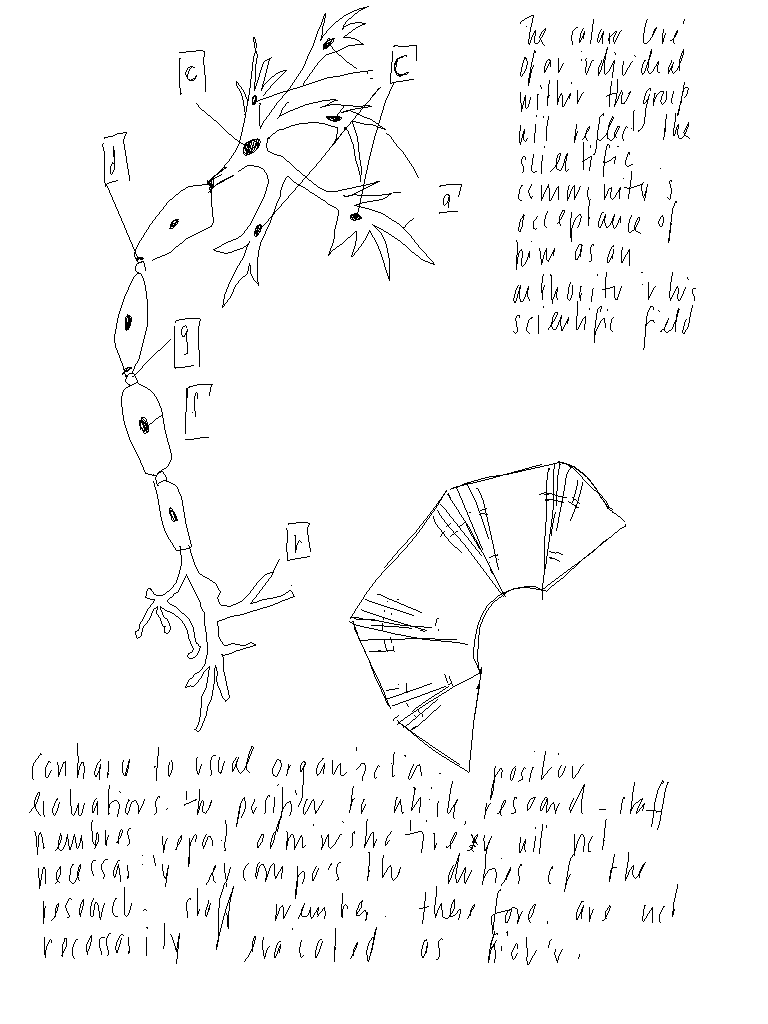 c
C
d
a
g
r
The salary level
of an individual
within the group
will reflect the
scientific
community's
acceptance of
him as an
authority in his
scientific field
Contrary to usual organization. position
evaluations. the position to which research-staff
members report administratively will not
necessarily encompass the duties of the
research. staff member. therefore. are not
necessarily evaluated as